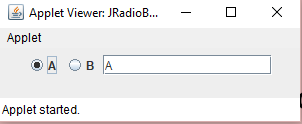 Applet Viewer: JRadioB...
Applet
A B A
Applet started.